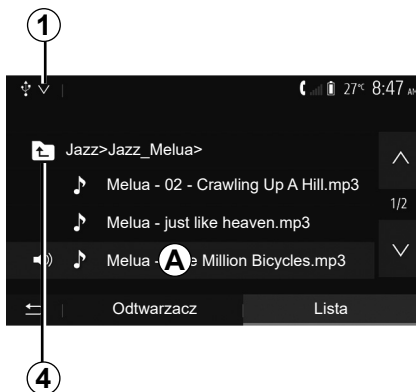 1
27°C 8:47 AM
Jazz>Jazz_Melua>
Melua - 02 - Crawling Up A Hill.mp3
Melua - just like heaven.mp3
1/2
Melua - A e Million Bicycles.mp3
Odtwarzacz Lista
4